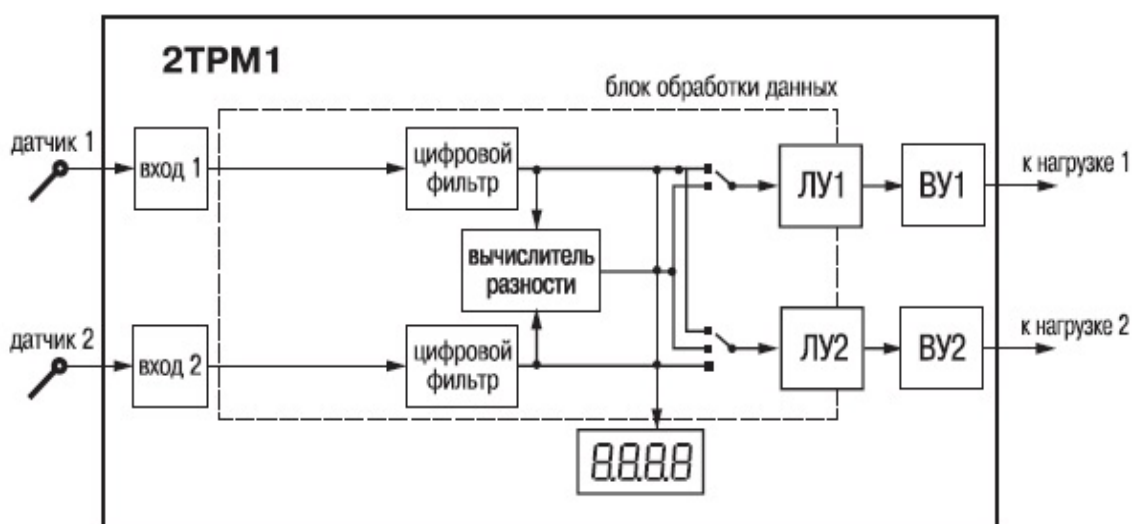 2ТРМ1
блок обработки данных
датчик 1
вход 1
цифровой
фильтр
ЛУ1
ВУ1
к нагрузке 1
вычислитель
разности
датчик 2
вход 2
цифровой
фильтр
ЛУ2
ВУ2
к нагрузке 2
8.8.8.8